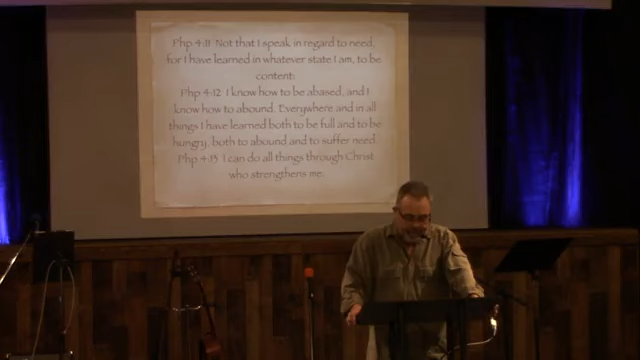 Php 4:11 Not that I speak in regard to need,
for I have learned in whatever state I am, to be
content:
Php 4:12 I know how to be abased, and I
know how to abound. Everywhere and in all
things I have learned both to be full and to be
hungry, both to abound and to suffer need.
Php 4:13 I can do all things through Christ
who strengthens me.